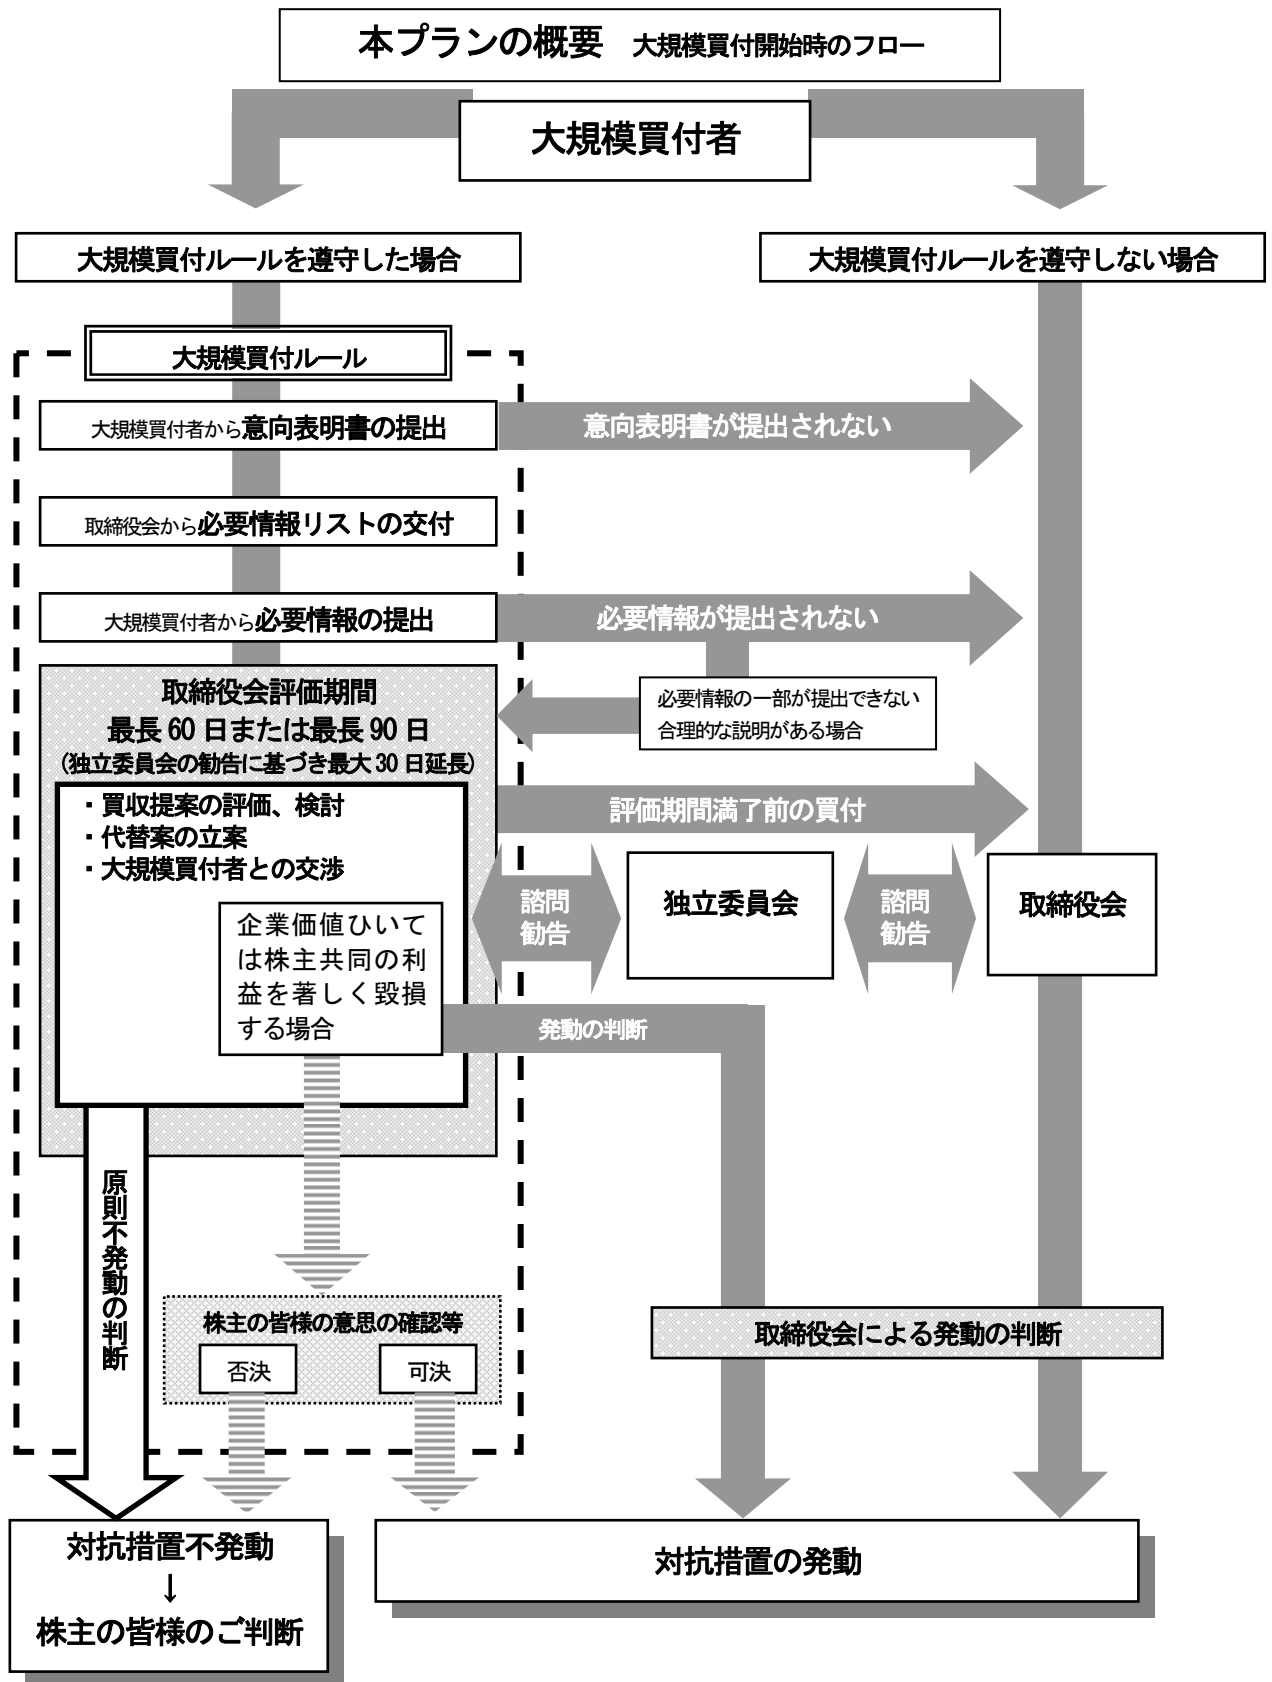 本プランの概要 大規模買付開始時のフロー
大規模買付者
大規模買付ルールを遵守した場合
大規模買付ルールを遵守しない場合
大規模買付ルール
大規模買付者から意向表明書の提出
意向表明書が提出されない
取締役会から必要情報リストの交付
大規模買付者から必要情報の提出
必要情報が提出されない
必要情報の一部が提出できない
合理的な説明がある場合
取締役会評価期間
最長 60 日または最長 90 日
(独立委員会の勧告に基づき最大 30 日延長)
・買収提案の評価、検討
・代替案の立案
・大規模買付者との交渉
評価期間満了前の買付
諮問
勧告
独立委員会
諮問
勧告
取締役会
企業価値ひいて
は株主共同の利
益を著しく毀損
する場合
発動の判断
原則不発動の判断
株主の皆様の意思の確認等
否決
可決
取締役会による発動の判断
対抗措置不発動
↓
株主の皆様のご判断
対抗措置の発動